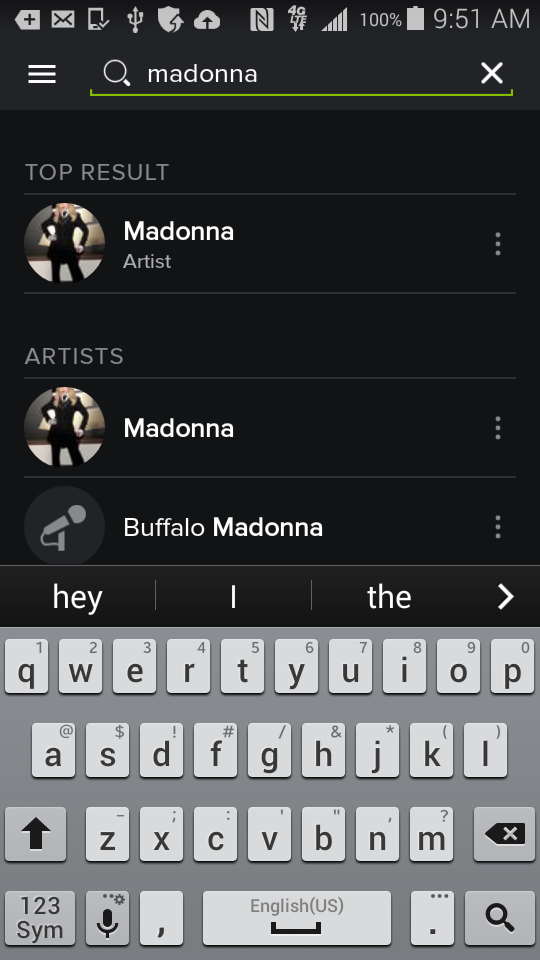 4G LTE 100% 9:51 AM
madonna
TOP RESULT
Madonna
Artist
ARTISTS
Madonna
Buffalo Madonna
hey I the
1 2 3 4 5 6 7 8 9 0
q w e r t y u i o p
@ $ ! # / & * ( )
a s d f g h j k l
- ; : ' " , ?
z x c v b n m
123 English(US)
Sym , .